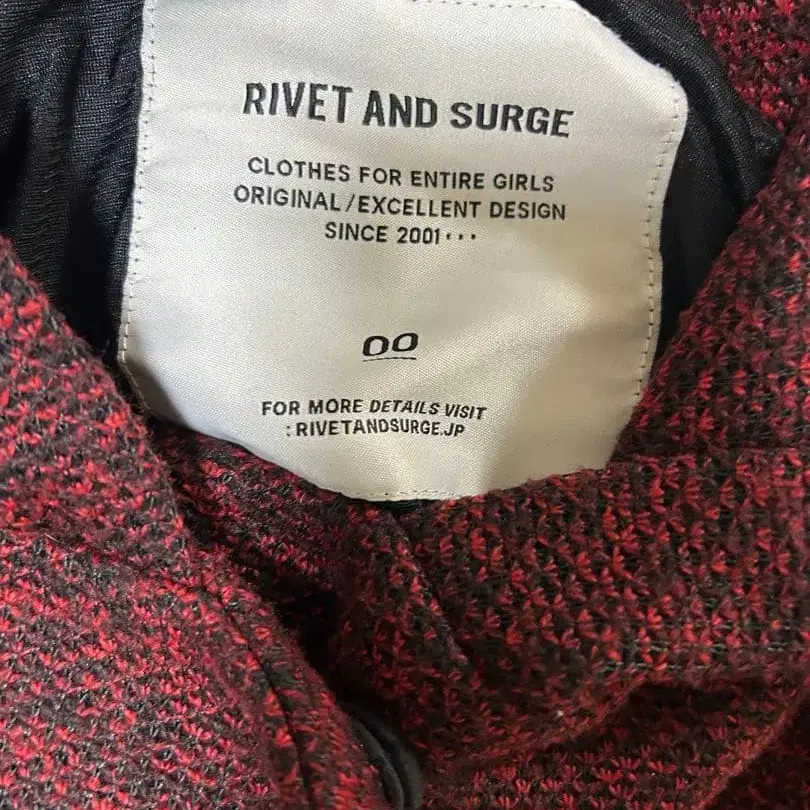 RIVET AND SURGE
CLOTHES FOR ENTIRE GIRLS
ORIGINAL/EXCELLENT DESIGN
SINCE 2001···
00
FOR MORE DETAILS VISIT
:RIVETANDSURGE.JP